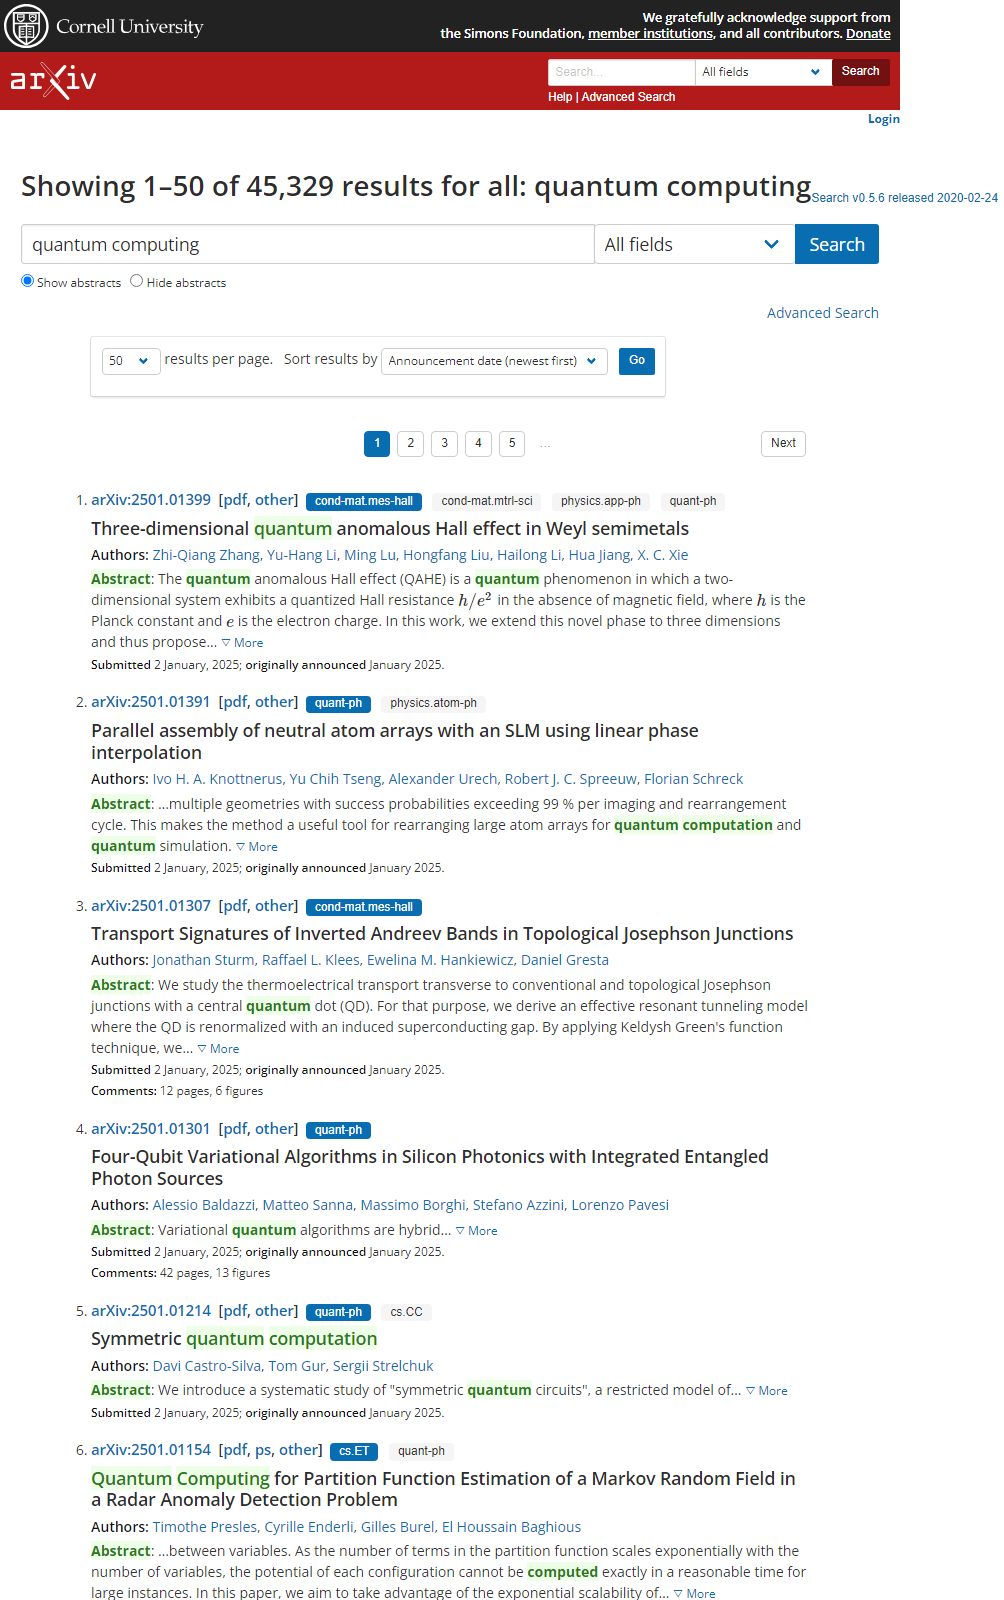 Cornell University
We gratefully acknowledge support from
the Simons Foundation, member institutions, and all contributors. Donate
arXiv
Search...
All fields
Search
Help | Advanced Search
Login
Showing 1–50 of 45,329 results for all: quantum computing
Search v0.5.6 released 2020-02-24
quantum computing
All fields
Search
Show abstracts Hide abstracts
Advanced Search
50 results per page. Sort results by Announcement date (newest first) Go
1 2 3 4 5 … Next
1. arXiv:2501.01399 [pdf, other] cond-mat.mes-hall cond-mat.mtrl-sci physics.app-ph quant-ph
Three-dimensional quantum anomalous Hall effect in Weyl semimetals
Authors: Zhi-Qiang Zhang, Yu-Hang Li, Ming Lu, Hongfang Liu, Hailong Li, Hua Jiang, X. C. Xie
Abstract: The quantum anomalous Hall effect (QAHE) is a quantum phenomenon in which a two-
dimensional system exhibits a quantized Hall resistance h/e² in the absence of magnetic field, where h is the
Planck constant and e is the electron charge. In this work, we extend this novel phase to three dimensions
and thus propose… ▽ More
Submitted 2 January, 2025; originally announced January 2025.
2. arXiv:2501.01391 [pdf, other] quant-ph physics.atom-ph
Parallel assembly of neutral atom arrays with an SLM using linear phase
interpolation
Authors: Ivo H. A. Knottnerus, Yu Chih Tseng, Alexander Urech, Robert J. C. Spreeuw, Florian Schreck
Abstract: …multiple geometries with success probabilities exceeding 99 % per imaging and rearrangement
cycle. This makes the method a useful tool for rearranging large atom arrays for quantum computation and
quantum simulation. ▽ More
Submitted 2 January, 2025; originally announced January 2025.
3. arXiv:2501.01307 [pdf, other] cond-mat.mes-hall
Transport Signatures of Inverted Andreev Bands in Topological Josephson Junctions
Authors: Jonathan Sturm, Raffael L. Klees, Ewelina M. Hankiewicz, Daniel Gresta
Abstract: We study the thermoelectrical transport transverse to conventional and topological Josephson
junctions with a central quantum dot (QD). For that purpose, we derive an effective resonant tunneling model
where the QD is renormalized with an induced superconducting gap. By applying Keldysh Green's function
technique, we… ▽ More
Submitted 2 January, 2025; originally announced January 2025.
Comments: 12 pages, 6 figures
4. arXiv:2501.01301 [pdf, other] quant-ph
Four-Qubit Variational Algorithms in Silicon Photonics with Integrated Entangled
Photon Sources
Authors: Alessio Baldazzi, Matteo Sanna, Massimo Borghi, Stefano Azzini, Lorenzo Pavesi
Abstract: Variational quantum algorithms are hybrid… ▽ More
Submitted 2 January, 2025; originally announced January 2025.
Comments: 42 pages, 13 figures
5. arXiv:2501.01214 [pdf, other] quant-ph cs.CC
Symmetric quantum computation
Authors: Davi Castro-Silva, Tom Gur, Sergii Strelchuk
Abstract: We introduce a systematic study of "symmetric quantum circuits", a restricted model of… ▽ More
Submitted 2 January, 2025; originally announced January 2025.
6. arXiv:2501.01154 [pdf, ps, other] cs.ET quant-ph
Quantum Computing for Partition Function Estimation of a Markov Random Field in
a Radar Anomaly Detection Problem
Authors: Timothe Presles, Cyrille Enderli, Gilles Burel, El Houssain Baghious
Abstract: …between variables. As the number of terms in the partition function scales exponentially with the
number of variables, the potential of each configuration cannot be computed exactly in a reasonable time for
large instances. In this paper, we aim to take advantage of the exponential scalability of… ▽ More